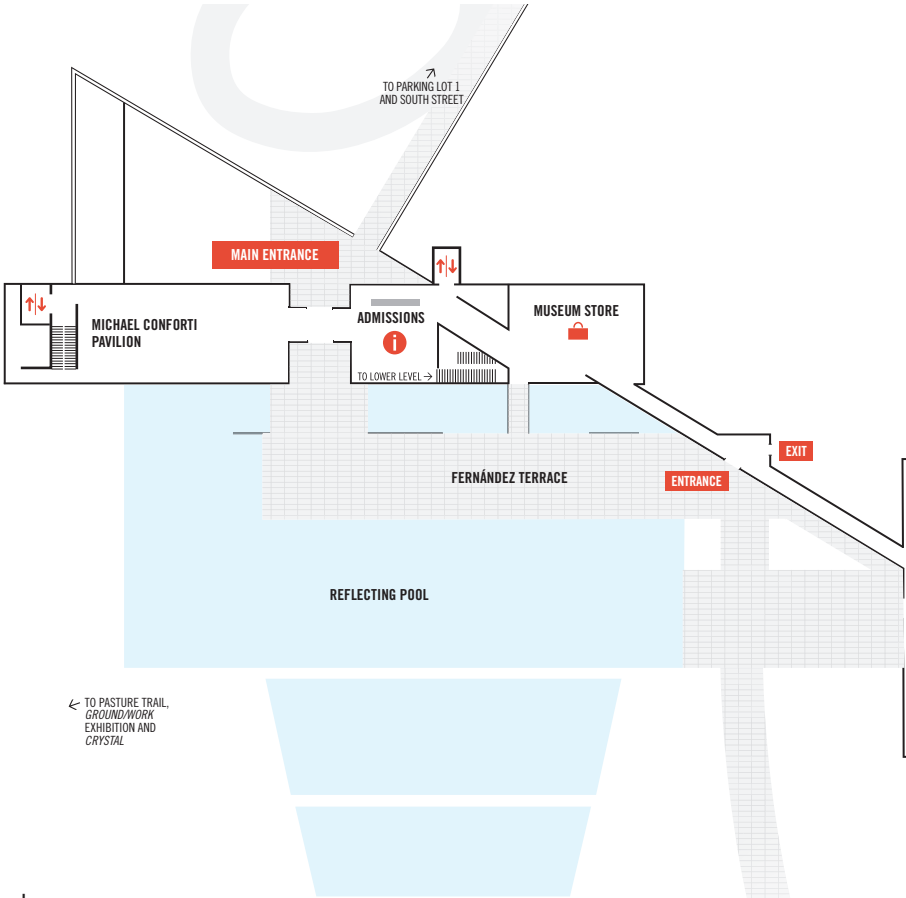 TO PARKING LOT 1
AND SOUTH STREET
MAIN ENTRANCE
MICHAEL CONFORTI
PAVILION
ADMISSIONS
i
MUSEUM STORE
TO LOWER LEVEL
EXIT
FERNÁNDEZ TERRACE
ENTRANCE
REFLECTING POOL
TO PASTURE TRAIL,
GROUND/WORK
EXHIBITION AND
CRYSTAL